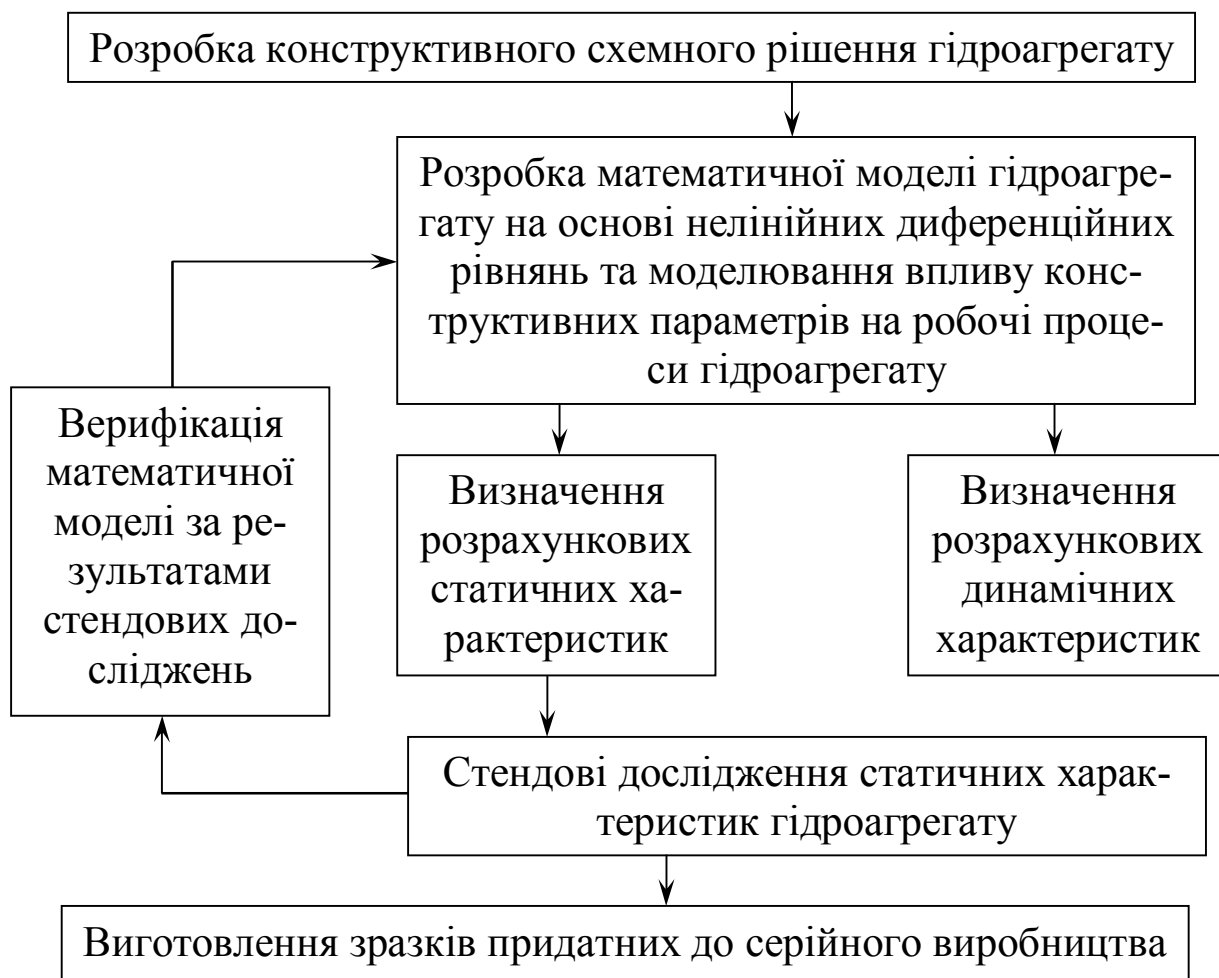 Розробка конструктивного схемного рішення гідроагрегату
Розробка математичної моделі гідроагре-
гату на основі нелінійних диференційних
рівнянь та моделювання впливу конс-
труктивних параметрів на робочі проце-
си гідроагрегату
Верифікація
математичної
моделі за ре-
зультатами
стендових до-
сліджень
Визначення
розрахункових
статичних ха-
рактеристик
Визначення
розрахункових
динамічних
характеристик
Стендові дослідження статичних харак-
теристик гідроагрегату
Виготовлення зразків придатних до серійного виробництва